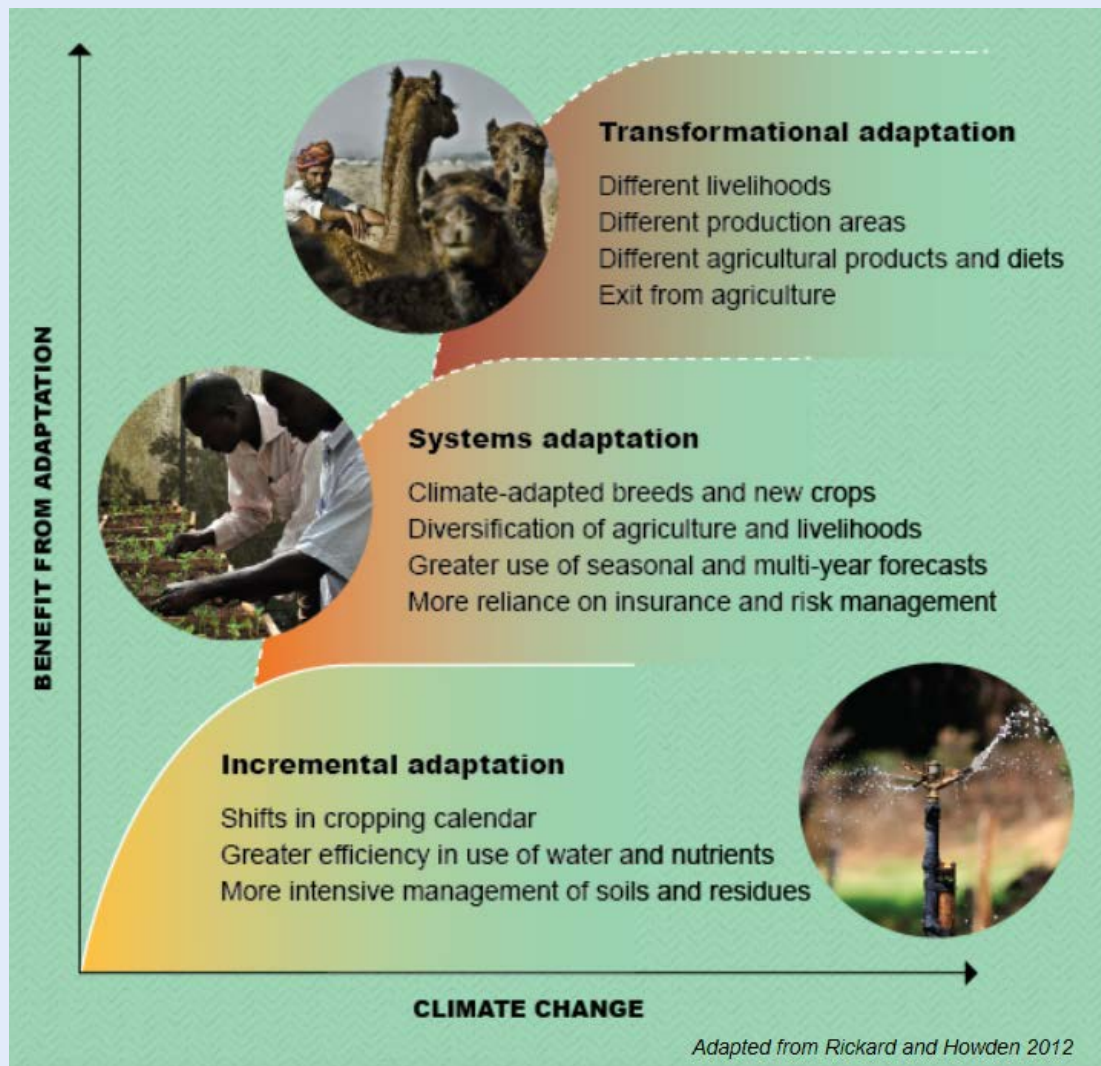 BENEFIT FROM ADAPTATION
Transformational adaptation
Different livelihoods
Different production areas
Different agricultural products and diets
Exit from agriculture
Systems adaptation
Climate-adapted breeds and new crops
Diversification of agriculture and livelihoods
Greater use of seasonal and multi-year forecasts
More reliance on insurance and risk management
Incremental adaptation
Shifts in cropping calendar
Greater efficiency in use of water and nutrients
More intensive management of soils and residues
CLIMATE CHANGE
Adapted from Rickard and Howden 2012